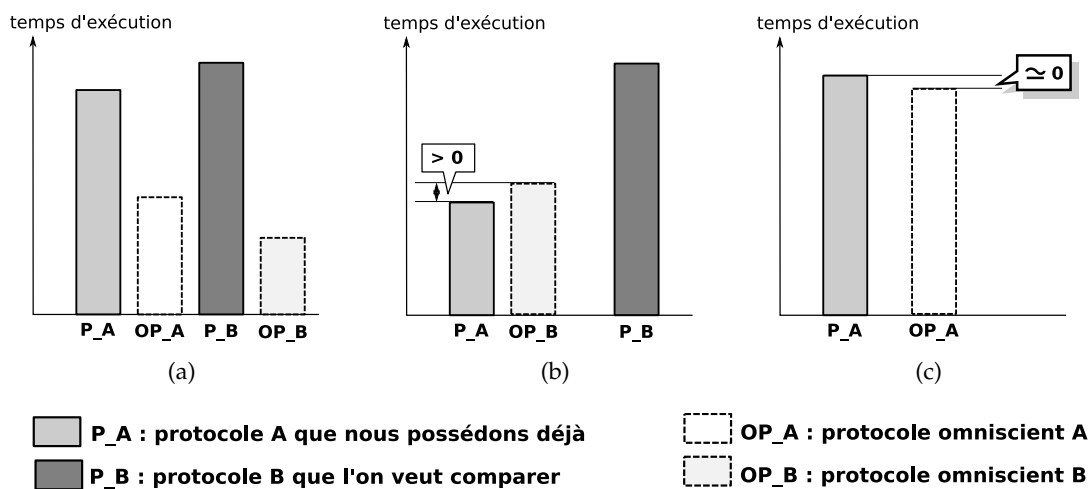 temps d'exécution
P_A OP_A P_B OP_B
(a)
temps d'exécution
> 0
P_A OP_B P_B
(b)
temps d'exécution
≃ 0
P_A OP_A
(c)
P_A : protocole A que nous possédons déjà
P_B : protocole B que l'on veut comparer
OP_A : protocole omniscient A
OP_B : protocole omniscient B